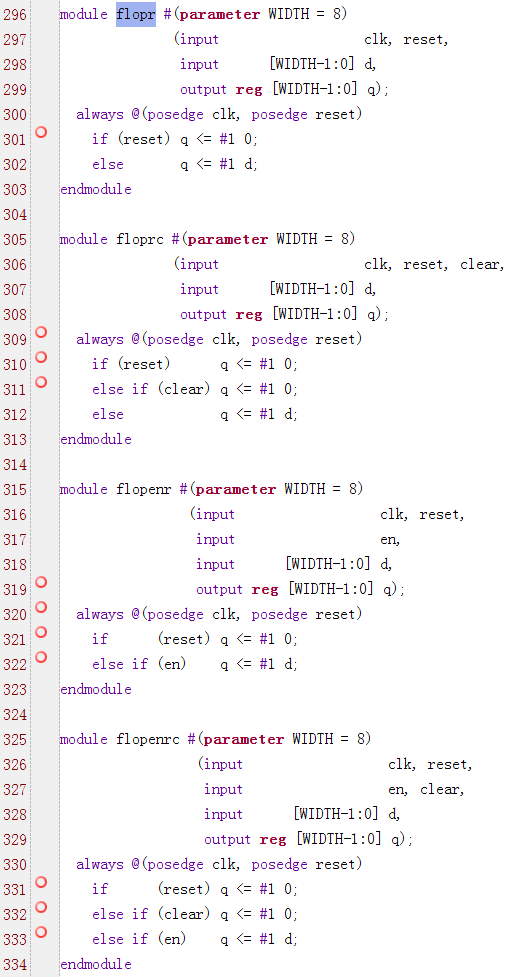 296 module flopr #(parameter WIDTH = 8)
297 (input clk, reset,
298 input [WIDTH-1:0] d,
299 output reg [WIDTH-1:0] q);
300 always @(posedge clk, posedge reset)
301 if (reset) q <= #1 0;
302 else q <= #1 d;
303 endmodule
304
305 module floprc #(parameter WIDTH = 8)
306 (input clk, reset, clear,
307 input [WIDTH-1:0] d,
308 output reg [WIDTH-1:0] q);
309 always @(posedge clk, posedge reset)
310 if (reset) q <= #1 0;
311 else if (clear) q <= #1 0;
312 else q <= #1 d;
313 endmodule
314
315 module flopenr #(parameter WIDTH = 8)
316 (input clk, reset,
317 input en,
318 input [WIDTH-1:0] d,
319 output reg [WIDTH-1:0] q);
320 always @(posedge clk, posedge reset)
321 if (reset) q <= #1 0;
322 else if (en) q <= #1 d;
323 endmodule
324
325 module flopenrc #(parameter WIDTH = 8)
326 (input clk, reset,
327 input en, clear,
328 input [WIDTH-1:0] d,
329 output reg [WIDTH-1:0] q);
330 always @(posedge clk, posedge reset)
331 if (reset) q <= #1 0;
332 else if (clear) q <= #1 0;
333 else if (en) q <= #1 d;
334 endmodule